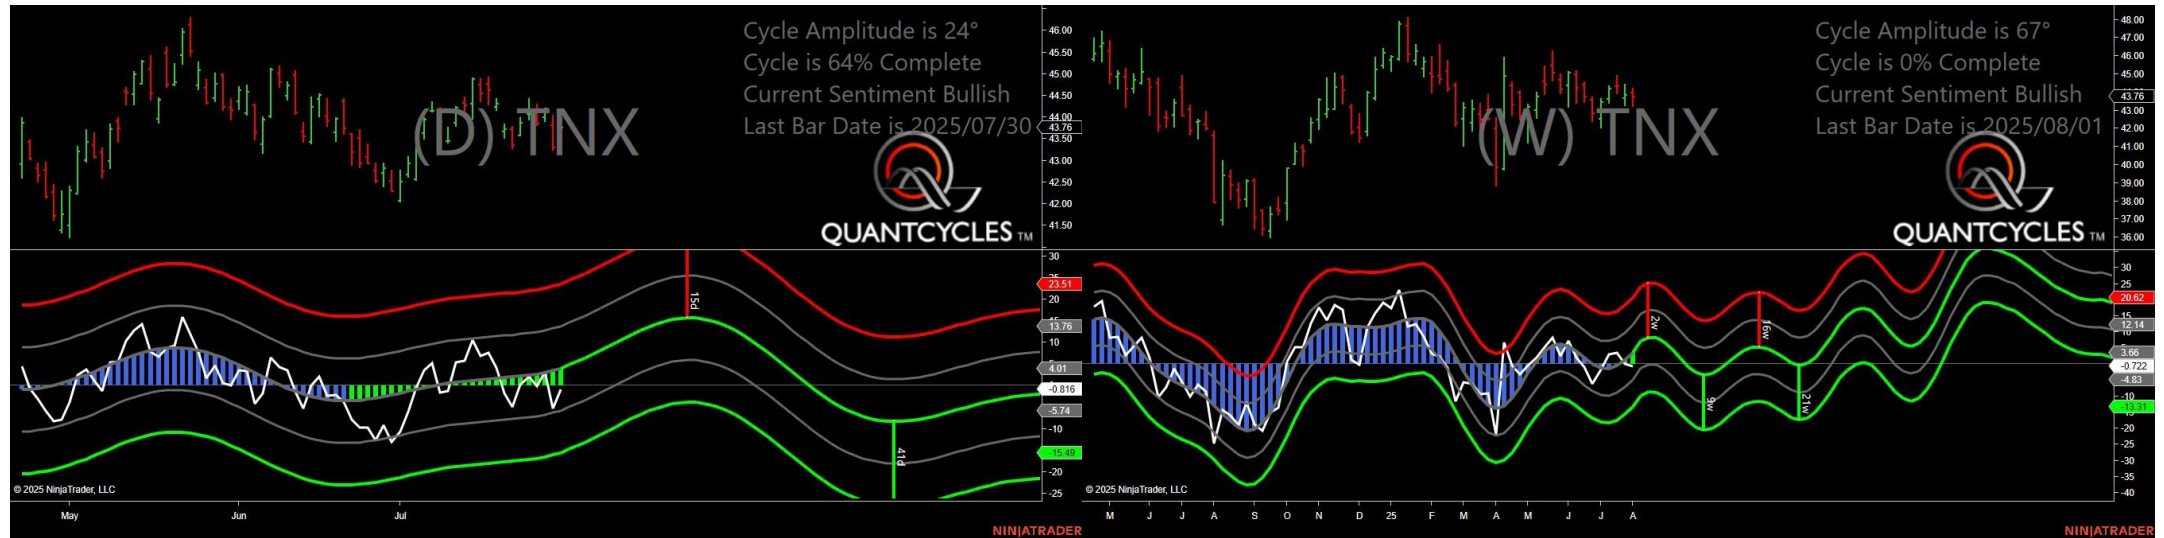 Cycle Amplitude is 24°
Cycle is 64% Complete
Current Sentiment Bullish
Last Bar Date is 2025/07/30
(D) TNX
QUANTCYCLES TM
46.00
45.50
45.00
44.50
44.00
43.76
43.50
43.00
42.50
42.00
41.50
30
25
23.51
20
15
13.76
10
5
4.01
-0.816
-5.74
-10
-15.49
-20
-25
15d
41d
© 2025 NinjaTrader, LLC
May Jun Jul
NINJATRADER
Cycle Amplitude is 67°
Cycle is 0% Complete
Current Sentiment Bullish
Last Bar Date is 2025/08/01
(W) TNX
QUANTCYCLES TM
48.00
47.00
46.00
45.00
43.76
43.00
42.00
41.00
40.00
39.00
38.00
37.00
36.00
30
25
20.62
15
12.14
10
3.66
-0.722
-4.83
-10
-13.31
-20
-25
-30
-35
-40
2w
16w
9w
21w
© 2025 NinjaTrader, LLC
M J J A S O N D 25 F M A M J J A
NINJATRADER